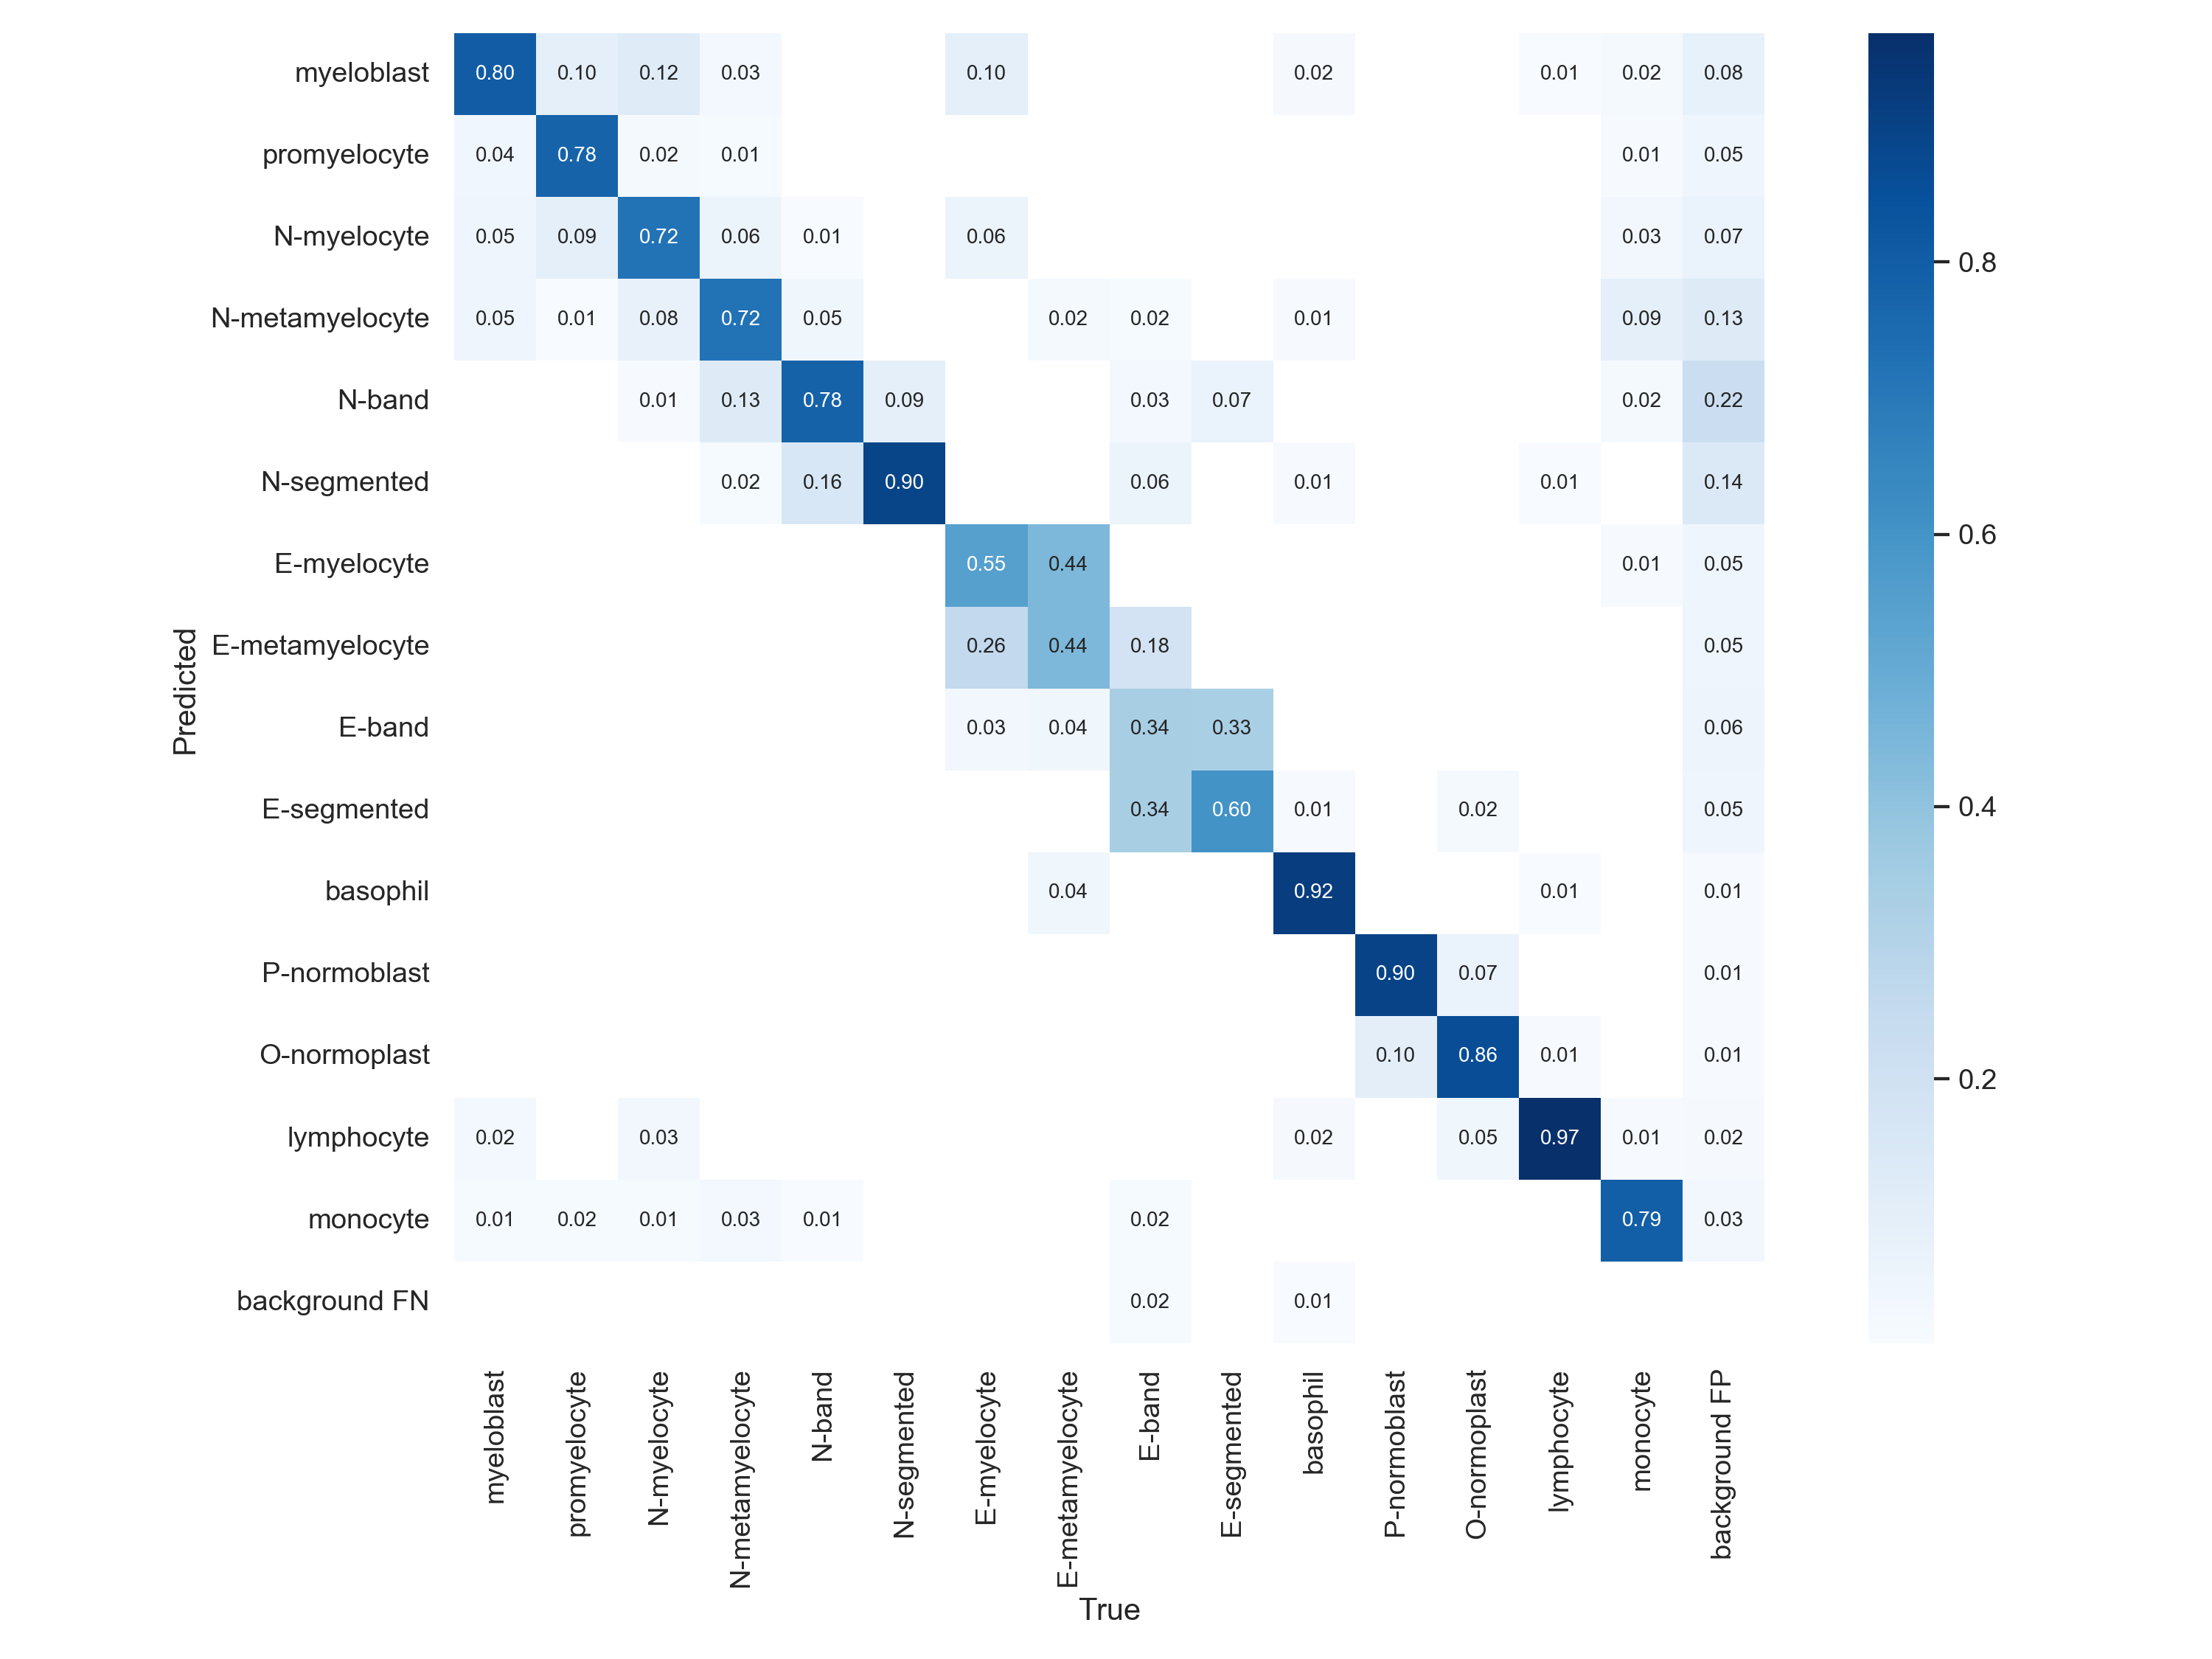 myeloblast 0.80 0.10 0.12 0.03 0.10 0.02 0.01 0.02 0.08
promyelocyte 0.04 0.78 0.02 0.01 0.01 0.05
N-myelocyte 0.05 0.09 0.72 0.06 0.01 0.06 0.03 0.07
N-metamyelocyte 0.05 0.01 0.08 0.72 0.05 0.02 0.02 0.01 0.09 0.13
N-band 0.01 0.13 0.78 0.09 0.03 0.07 0.02 0.22
N-segmented 0.02 0.16 0.90 0.06 0.01 0.01 0.14
E-myelocyte 0.55 0.44 0.01 0.05
E-metamyelocyte 0.26 0.44 0.18 0.05
E-band 0.03 0.04 0.34 0.33 0.06
E-segmented 0.34 0.60 0.01 0.02 0.05
basophil 0.04 0.92 0.01 0.01
P-normoblast 0.90 0.07 0.01
O-normoplast 0.10 0.86 0.01 0.01
lymphocyte 0.02 0.03 0.02 0.05 0.97 0.01 0.02
monocyte 0.01 0.02 0.01 0.03 0.01 0.02 0.79 0.03
background FN 0.02 0.01
Predicted
myeloblast
promyelocyte
N-myelocyte
N-metamyelocyte
N-band
N-segmented
E-myelocyte
E-metamyelocyte
E-band
E-segmented
basophil
P-normoblast
O-normoplast
lymphocyte
monocyte
background FP
True
0.8
0.6
0.4
0.2